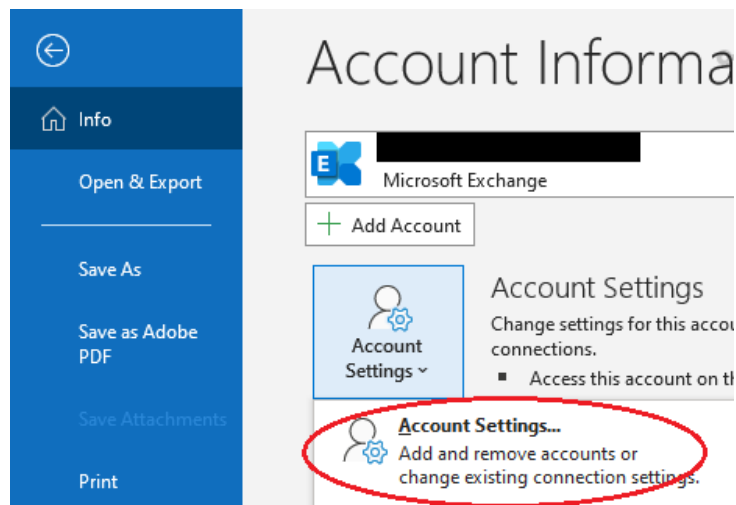 Account Informa
Info
E
Microsoft Exchange
Open & Export
Add Account
Save As
Account Settings
Change settings for this accou
connections.
Access this account on th
Account
Settings
Save as Adobe
PDF
Save Attachments
Account Settings...
Add and remove accounts or
change existing connection settings.
Print